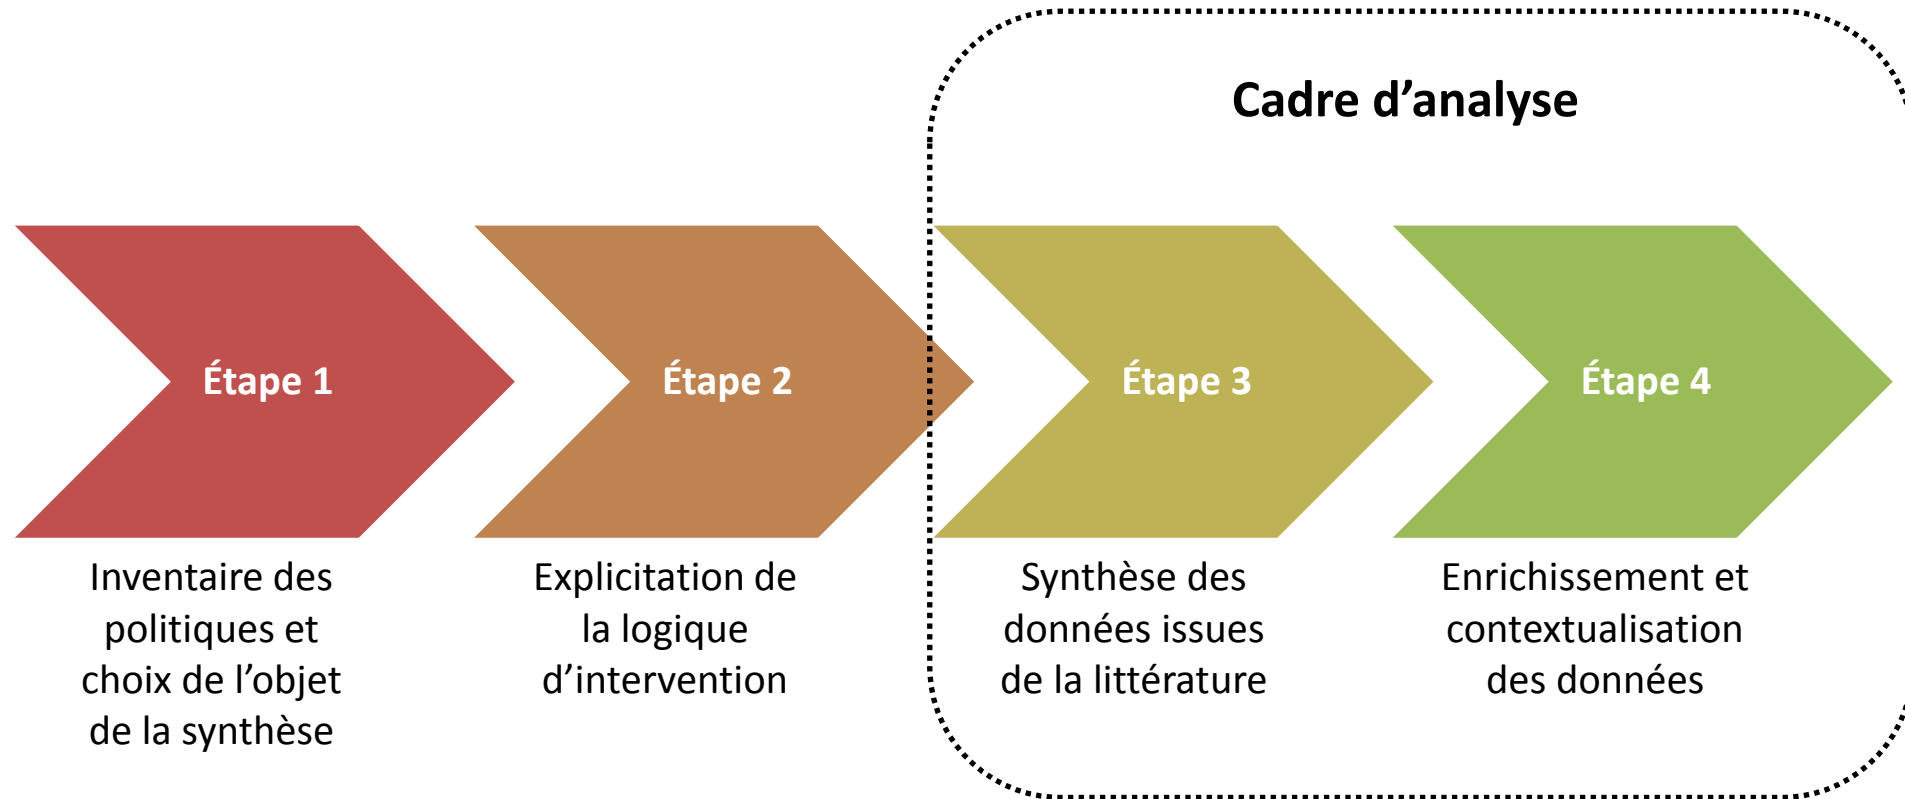 Cadre d’analyse
Étape 1
Étape 2
Étape 3
Étape 4
Inventaire des
politiques et
choix de l’objet
de la synthèse
Explicitation de
la logique
d’intervention
Synthèse des
données issues
de la littérature
Enrichissement et
contextualisation
des données